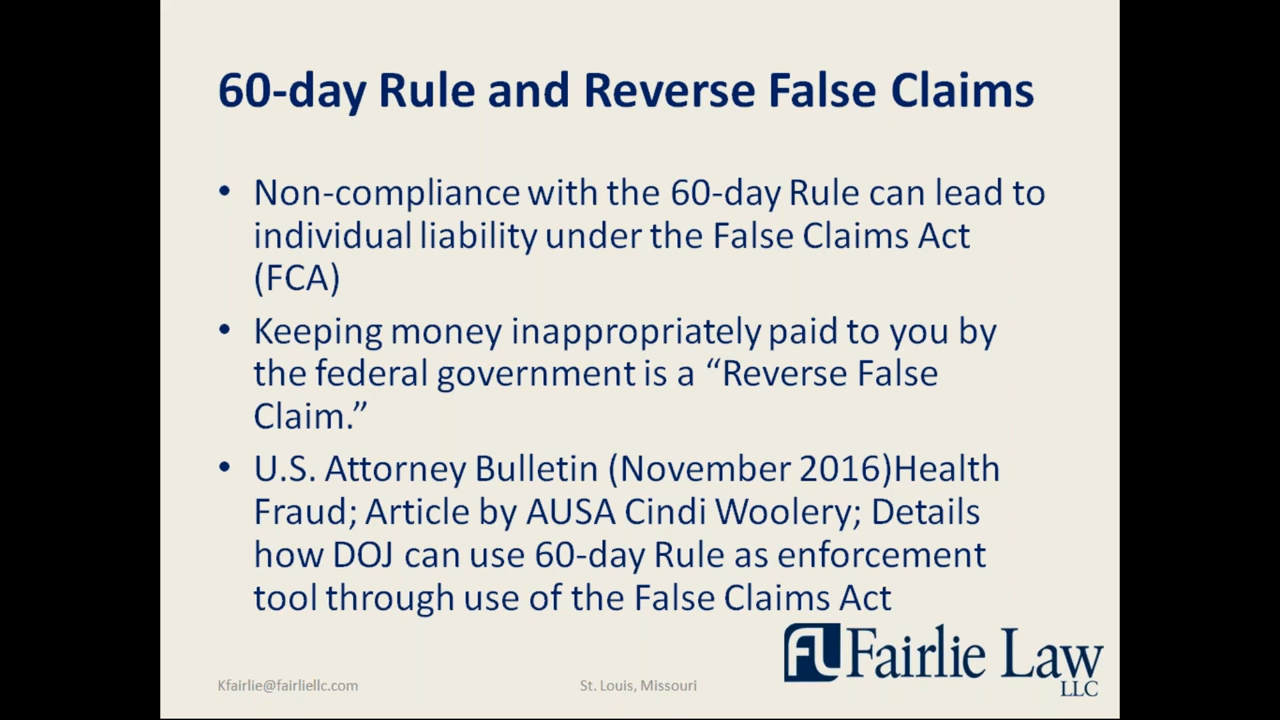 60-day Rule and Reverse False Claims
• Non-compliance with the 60-day Rule can lead to
individual liability under the False Claims Act
(FCA)
• Keeping money inappropriately paid to you by
the federal government is a “Reverse False
Claim.”
• U.S. Attorney Bulletin (November 2016)Health
Fraud; Article by AUSA Cindi Woolery; Details
how DOJ can use 60-day Rule as enforcement
tool through use of the False Claims Act
FL Fairlie Law
LLC
Kfairlie@fairliellc.com
St. Louis, Missouri